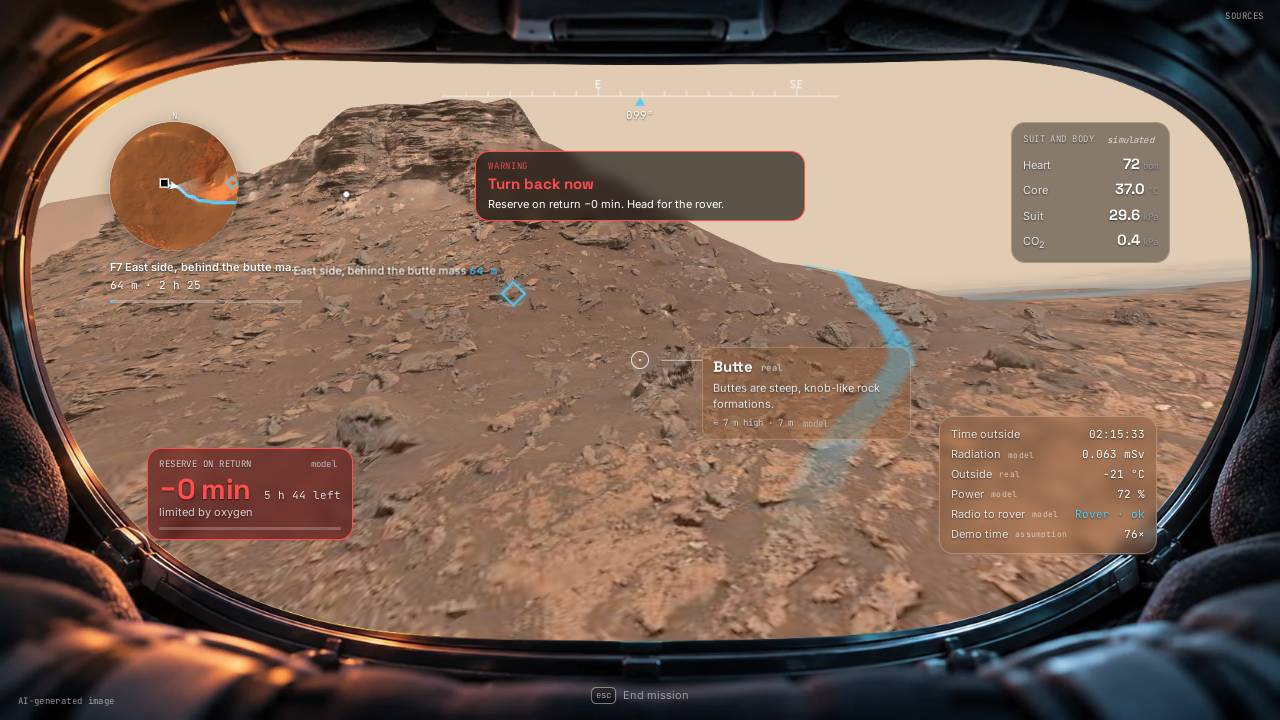 SOURCES
E
SE
099°
N
WARNING
Turn back now
Reserve on return −0 min. Head for the rover.
SUIT AND BODY simulated
Heart 72 bpm
Core 37.0 °C
Suit 29.6 kPa
CO₂ 0.4 kPa
F7 East side, behind the butte ma…
64 m · 2 h 25
East side, behind the butte mass 64 m
Butte real
Buttes are steep, knob-like rock
formations.
≈ 7 m high · 7 m model
RESERVE ON RETURN model
−0 min 5 h 44 left
limited by oxygen
Time outside 02:15:33
Radiation model 0.063 mSv
Outside real -21 °C
Power model 72 %
Radio to rover model Rover · ok
Demo time assumption 76×
esc End mission
AI-generated image